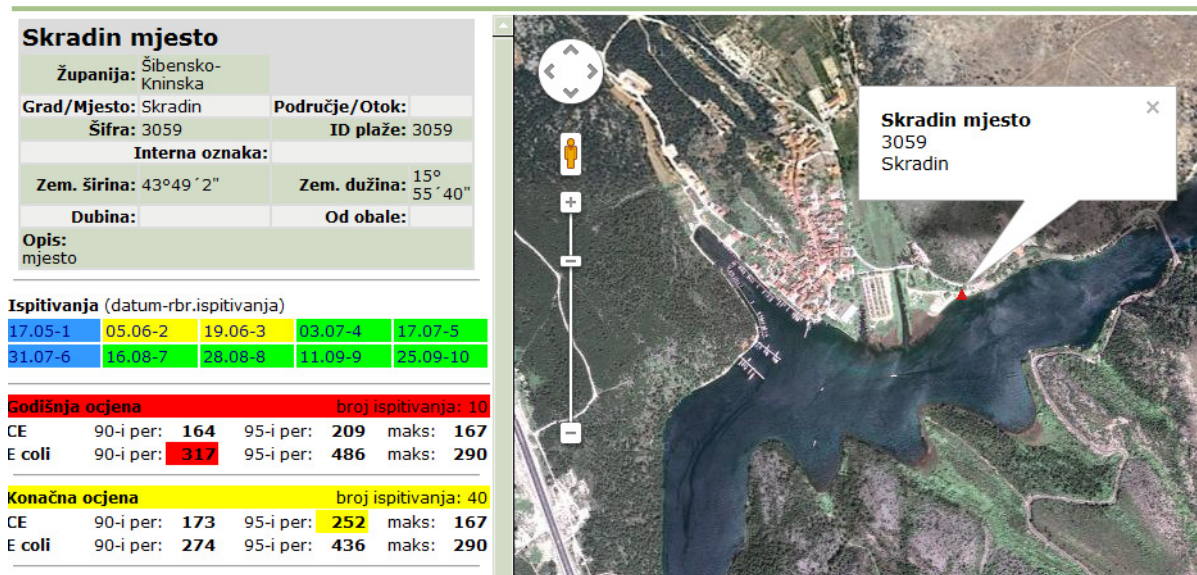 Skradin mjesto
Županija: Šibensko-
Kninska
Grad/Mjesto: Skradin Područje/Otok:
Šifra: 3059 ID plaže: 3059
Interna oznaka:
Zem. širina: 43°49´2" Zem. dužina: 15°
55´40"
Dubina: Od obale:
Opis:
mjesto
Ispitivanja (datum-rbr.ispitivanja)
17.05-1 05.06-2 19.06-3 03.07-4 17.07-5
31.07-6 16.08-7 28.08-8 11.09-9 25.09-10
Godišnja ocjena broj ispitivanja: 10
CE 90-i per: 164 95-i per: 209 maks: 167
E coli 90-i per: 317 95-i per: 486 maks: 290
Konačna ocjena broj ispitivanja: 40
CE 90-i per: 173 95-i per: 252 maks: 167
E coli 90-i per: 274 95-i per: 436 maks: 290
Skradin mjesto
3059
Skradin